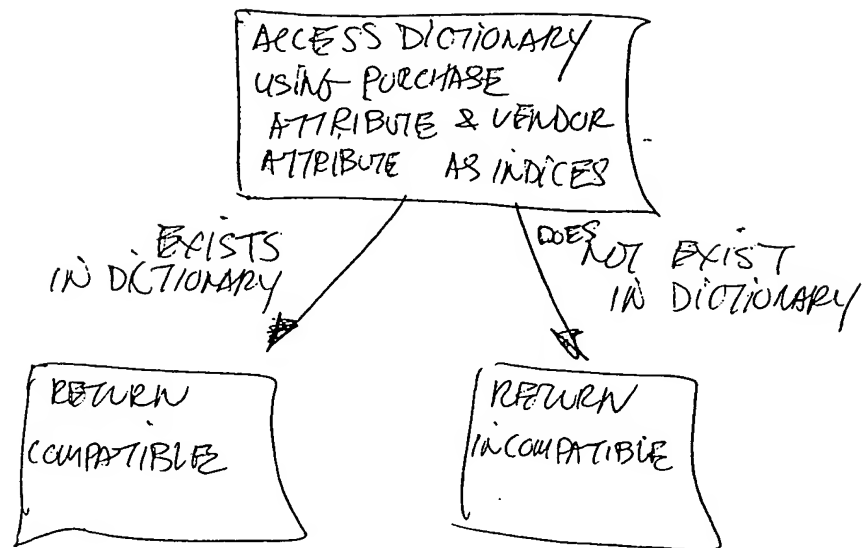 ACCESS DICTIONARY
USING PURCHASE
ATTRIBUTE & VENDOR
ATTRIBUTE AS INDICES
EXISTS
IN DICTIONARY
DOES
NOT EXIST
IN DICTIONARY
RETURN
COMPATIBLE
RETURN
INCOMPATIBLE